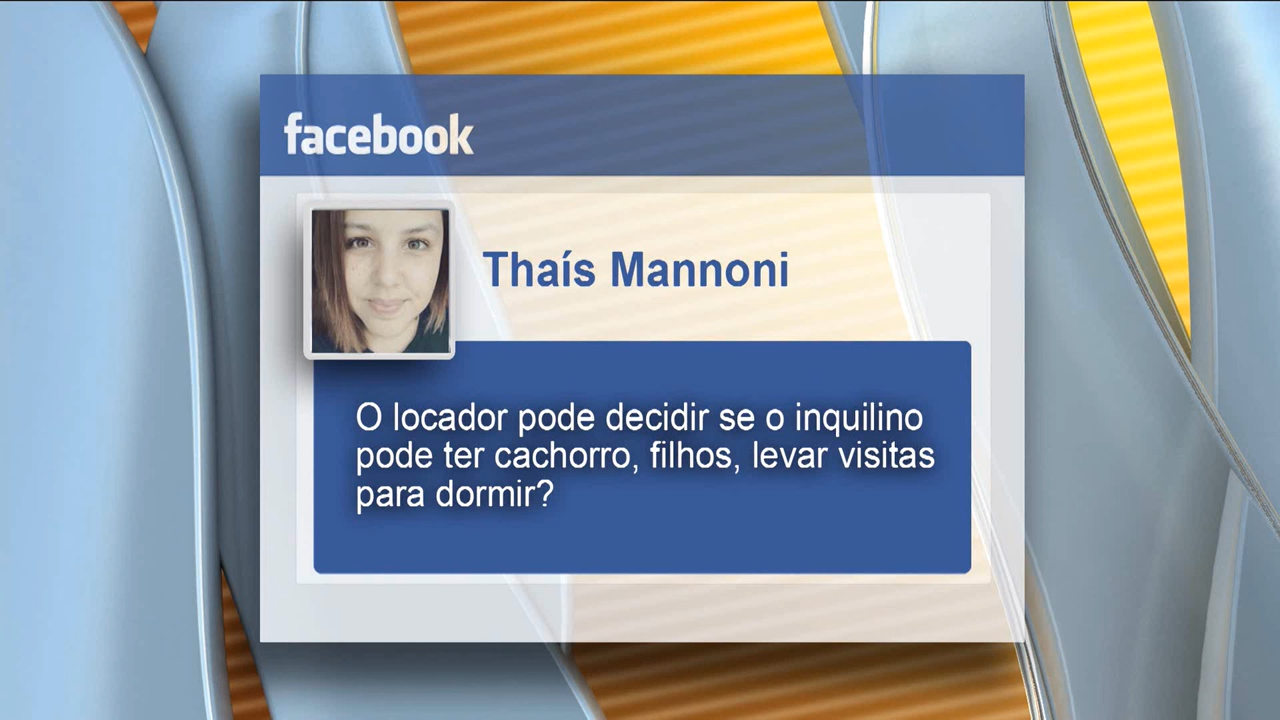 facebook
Thaís Mannoni
O locador pode decidir se o inquilino
pode ter cachorro, filhos, levar visitas
para dormir?